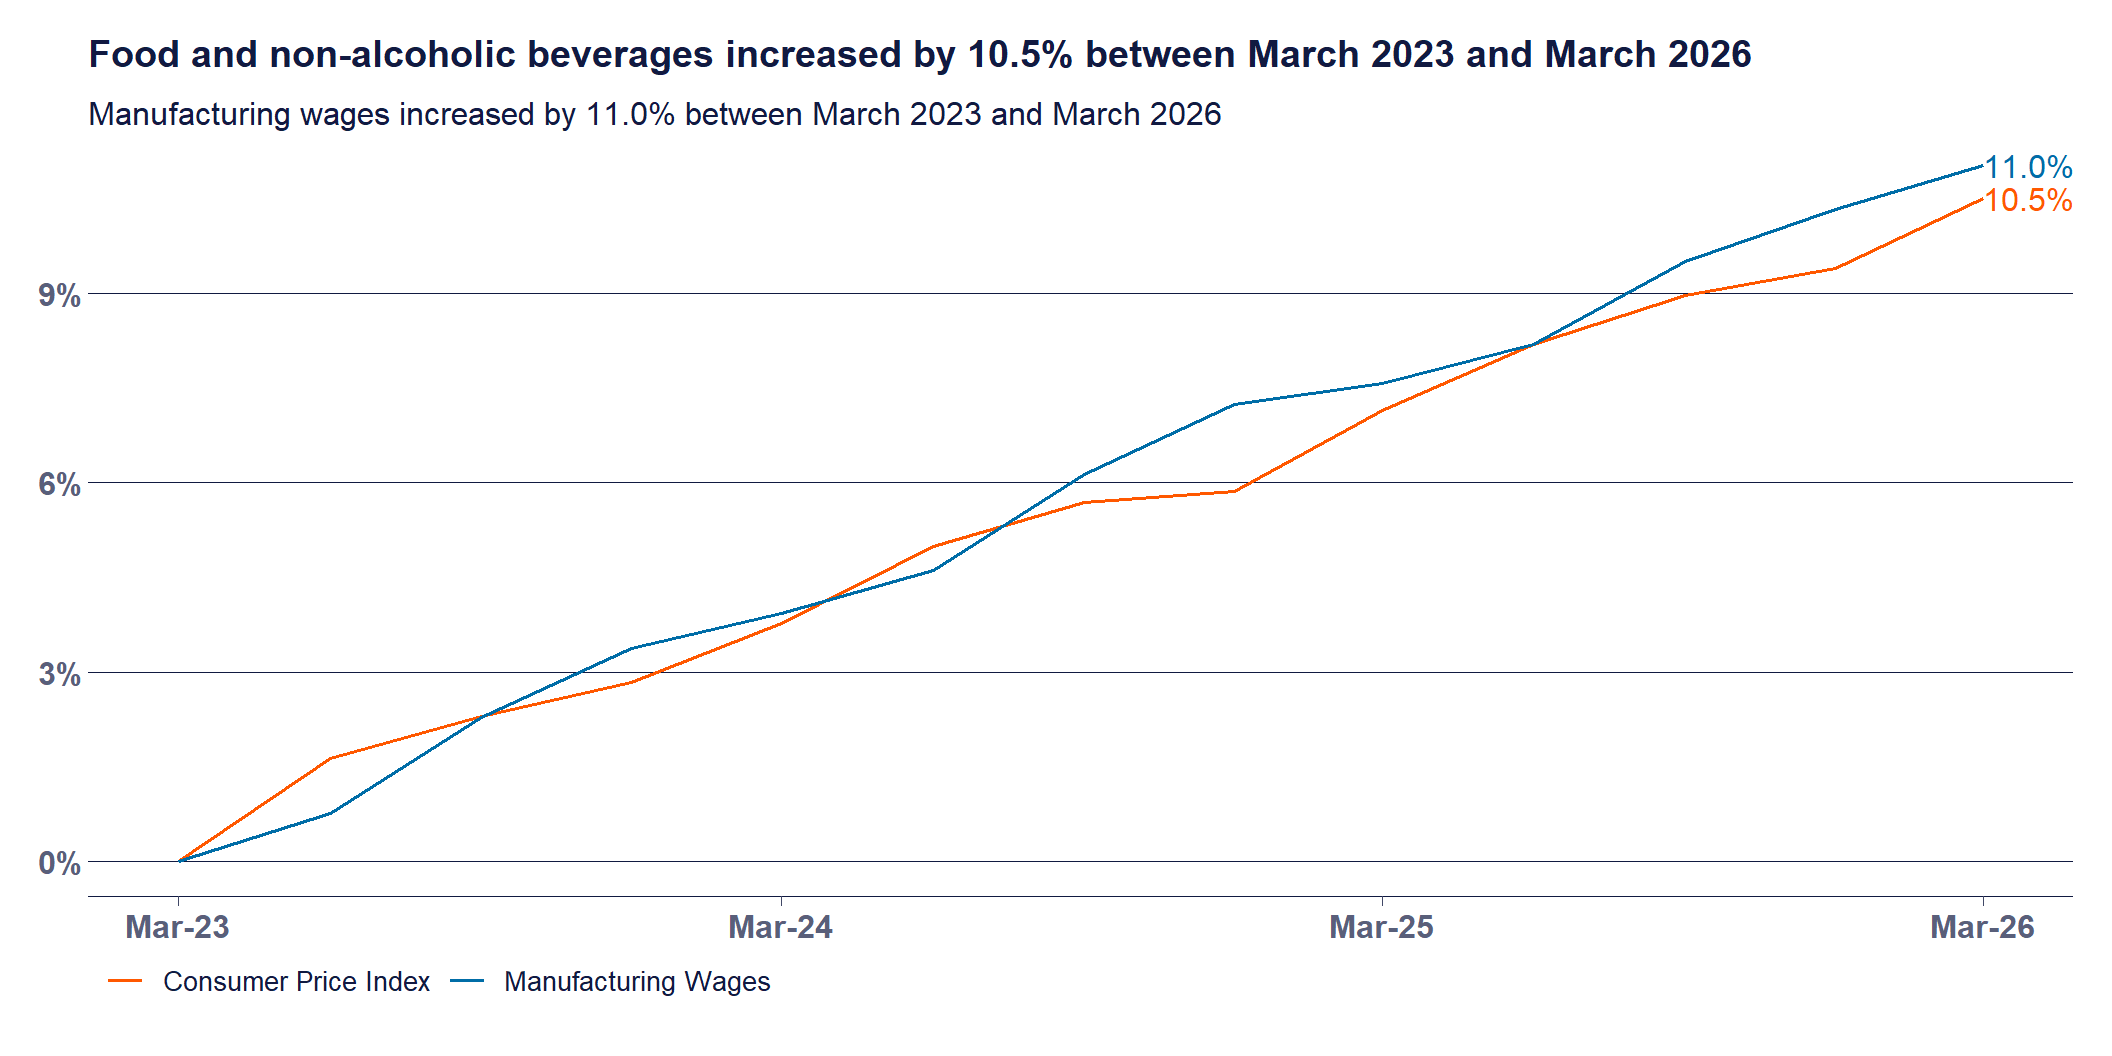 Food and non-alcoholic beverages increased by 10.5% between March 2023 and March 2026
Manufacturing wages increased by 11.0% between March 2023 and March 2026
11.0%
10.5%
9%
6%
3%
0%
Mar-23 Mar-24 Mar-25 Mar-26
Consumer Price Index Manufacturing Wages